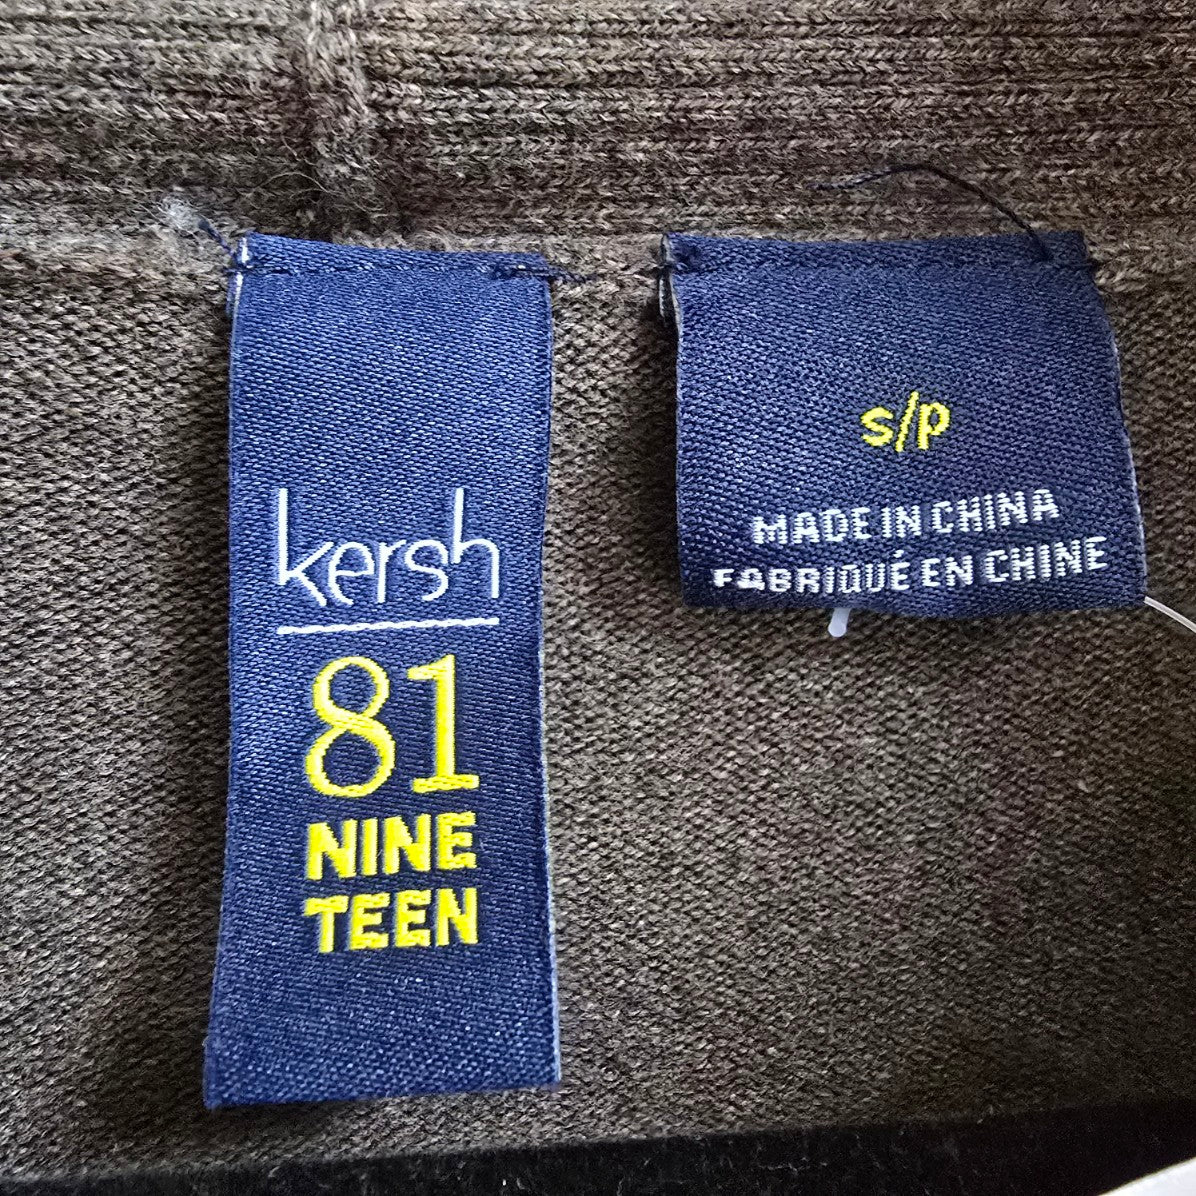 kersh
81
NINE
TEEN
s/p
MADE IN CHINA
FABRIQUÉ EN CHINE